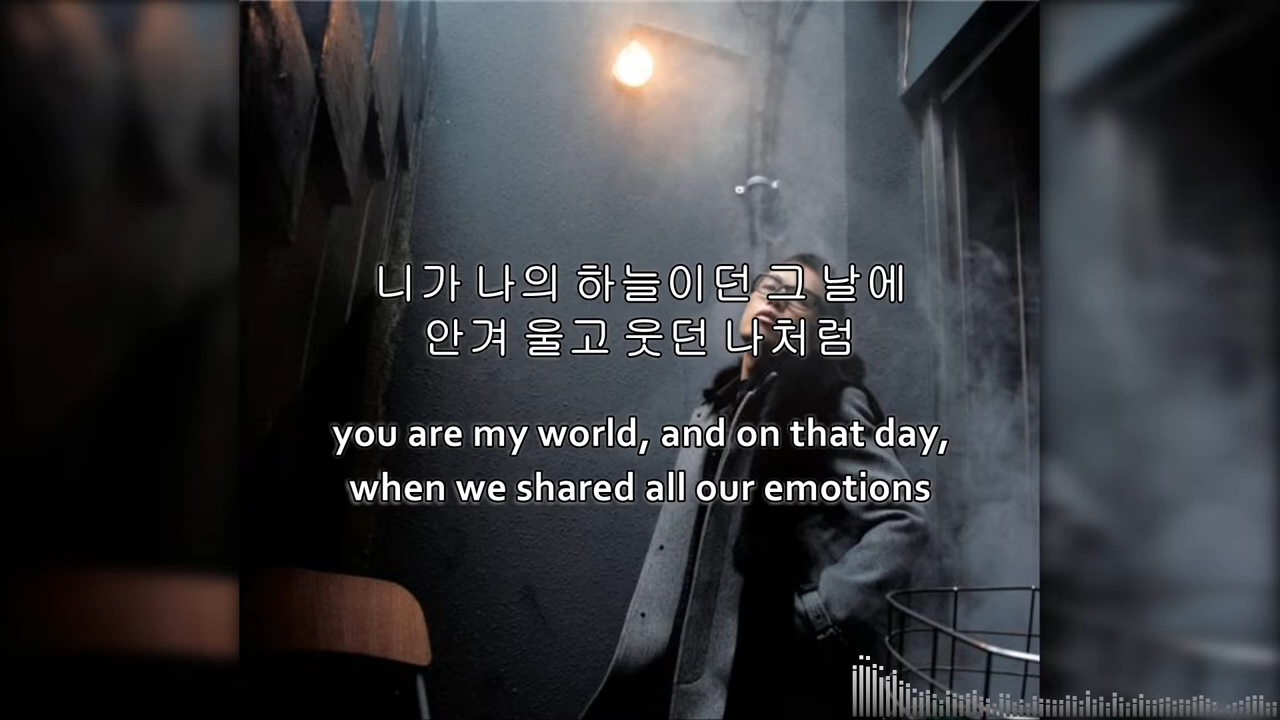 니가 나의 하늘이던 그 날에
안겨 울고 웃던 나처럼
you are my world, and on that day,
when we shared all our emotions